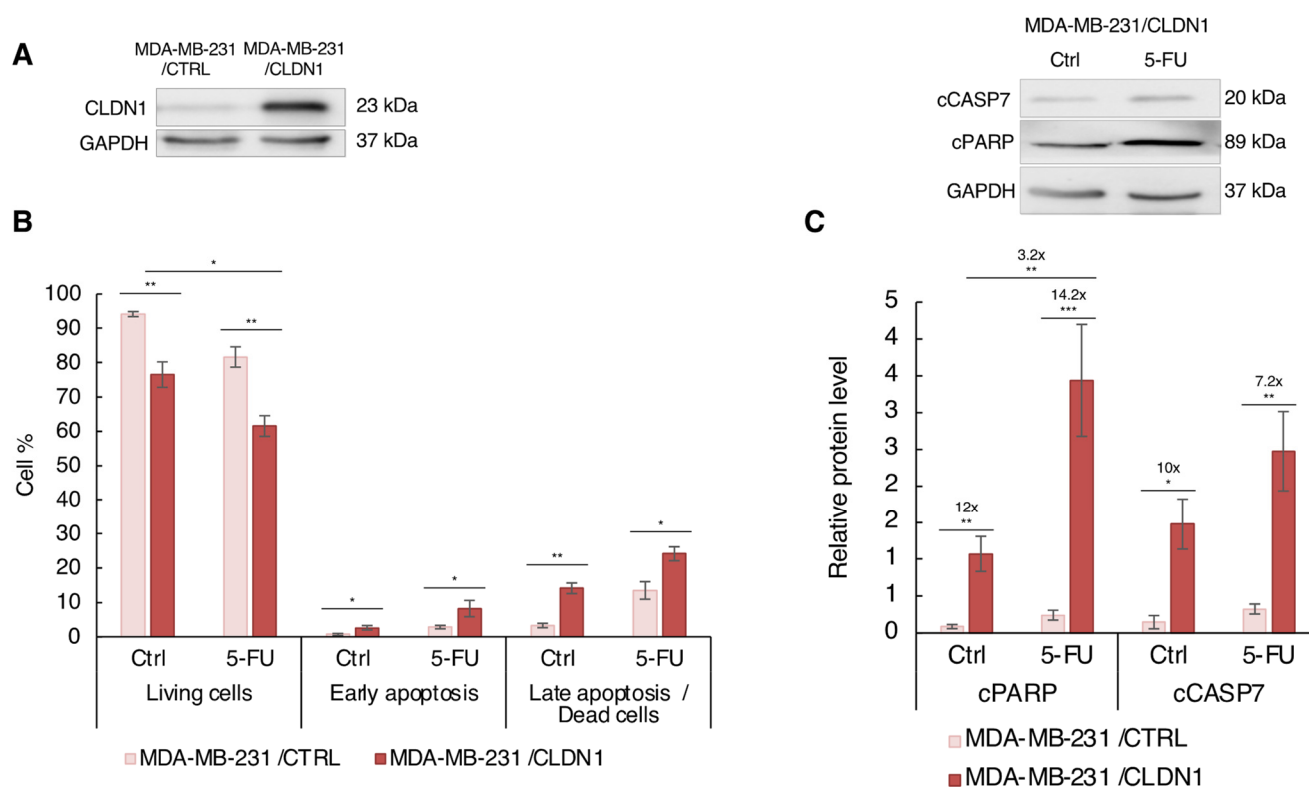 A
MDA-MB-231 MDA-MB-231
/CTRL /CLDN1
CLDN1 23 kDa
GAPDH 37 kDa
MDA-MB-231/CLDN1
Ctrl 5-FU
cCASP7 20 kDa
cPARP 89 kDa
GAPDH 37 kDa
B
*
**
**
*
*
**
*
Cell %
100
90
80
70
60
50
40
30
20
10
0
Ctrl 5-FU Ctrl 5-FU Ctrl 5-FU
Living cells Early apoptosis Late apoptosis /
Dead cells
MDA-MB-231 /CTRL MDA-MB-231 /CLDN1
C
3.2x
**
14.2x
***
7.2x
**
10x
*
12x
**
Relative protein level
5
4
4
3
3
2
2
1
1
0
Ctrl 5-FU Ctrl 5-FU
cPARP cCASP7
MDA-MB-231 /CTRL
MDA-MB-231 /CLDN1